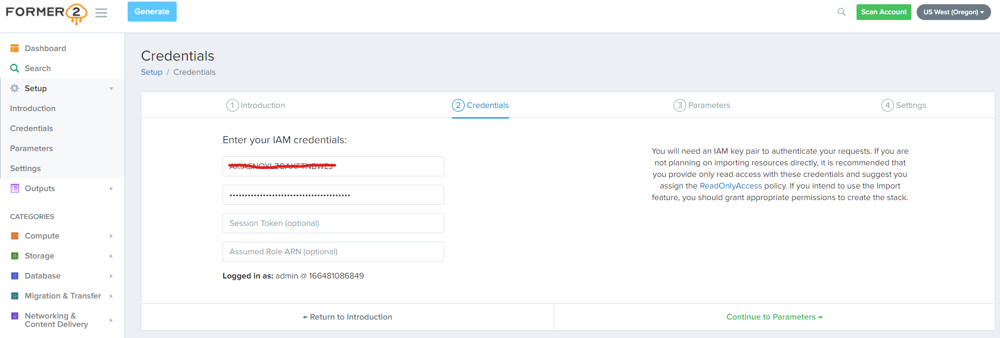 FORMER2
Generate
Scan Account
US West (Oregon)
Dashboard
Search
Setup
Introduction
Credentials
Parameters
Settings
Outputs
CATEGORIES
Compute
Storage
Database
Migration & Transfer
Networking &
Content Delivery
Credentials
Setup / Credentials
1 Introduction
2 Credentials
3 Parameters
4 Settings
Enter your IAM credentials:
Session Token (optional)
Assumed Role ARN (optional)
Logged in as: admin @ 166481086849
You will need an IAM key pair to authenticate your requests. If you are
not planning on importing resources directly, it is recommended that
you provide only read access with these credentials and suggest you
assign the ReadOnlyAccess policy. If you intend to use the Import
feature, you should grant appropriate permissions to create the stack.
← Return to Introduction
Continue to Parameters →